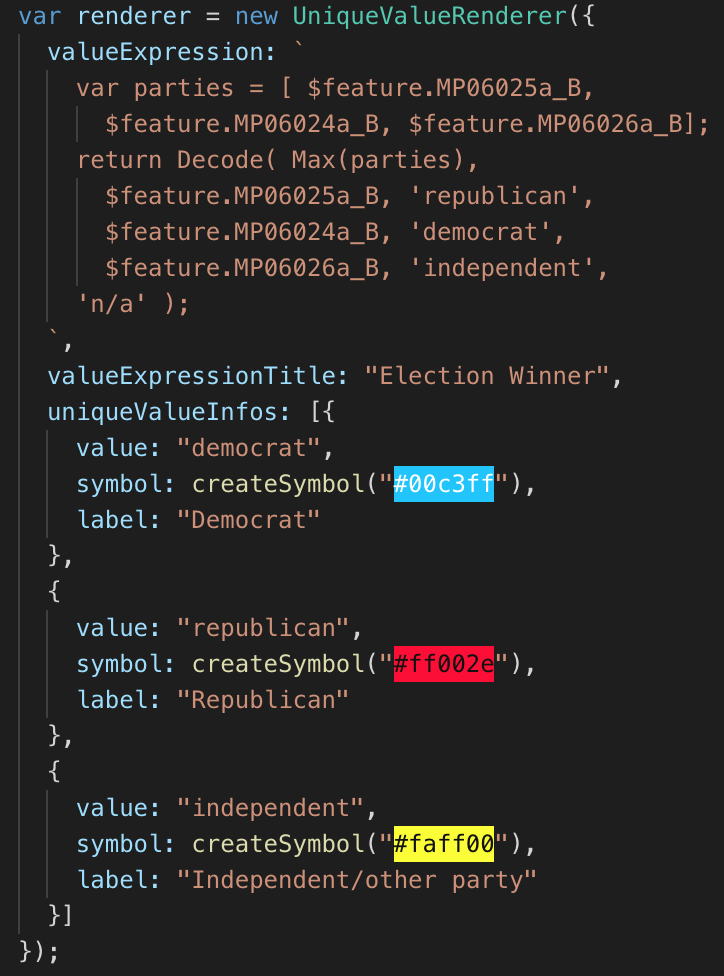 var renderer = new UniqueValueRenderer({
  valueExpression: `
    var parties = [ $feature.MP06025a_B,
      $feature.MP06024a_B, $feature.MP06026a_B];
    return Decode( Max(parties),
      $feature.MP06025a_B, 'republican',
      $feature.MP06024a_B, 'democrat',
      $feature.MP06026a_B, 'independent',
    'n/a' );
  `,
  valueExpressionTitle: "Election Winner",
  uniqueValueInfos: [{
    value: "democrat",
    symbol: createSymbol("#00c3ff"),
    label: "Democrat"
  },
  {
    value: "republican",
    symbol: createSymbol("#ff002e"),
    label: "Republican"
  },
  {
    value: "independent",
    symbol: createSymbol("#faff00"),
    label: "Independent/other party"
  }]
});